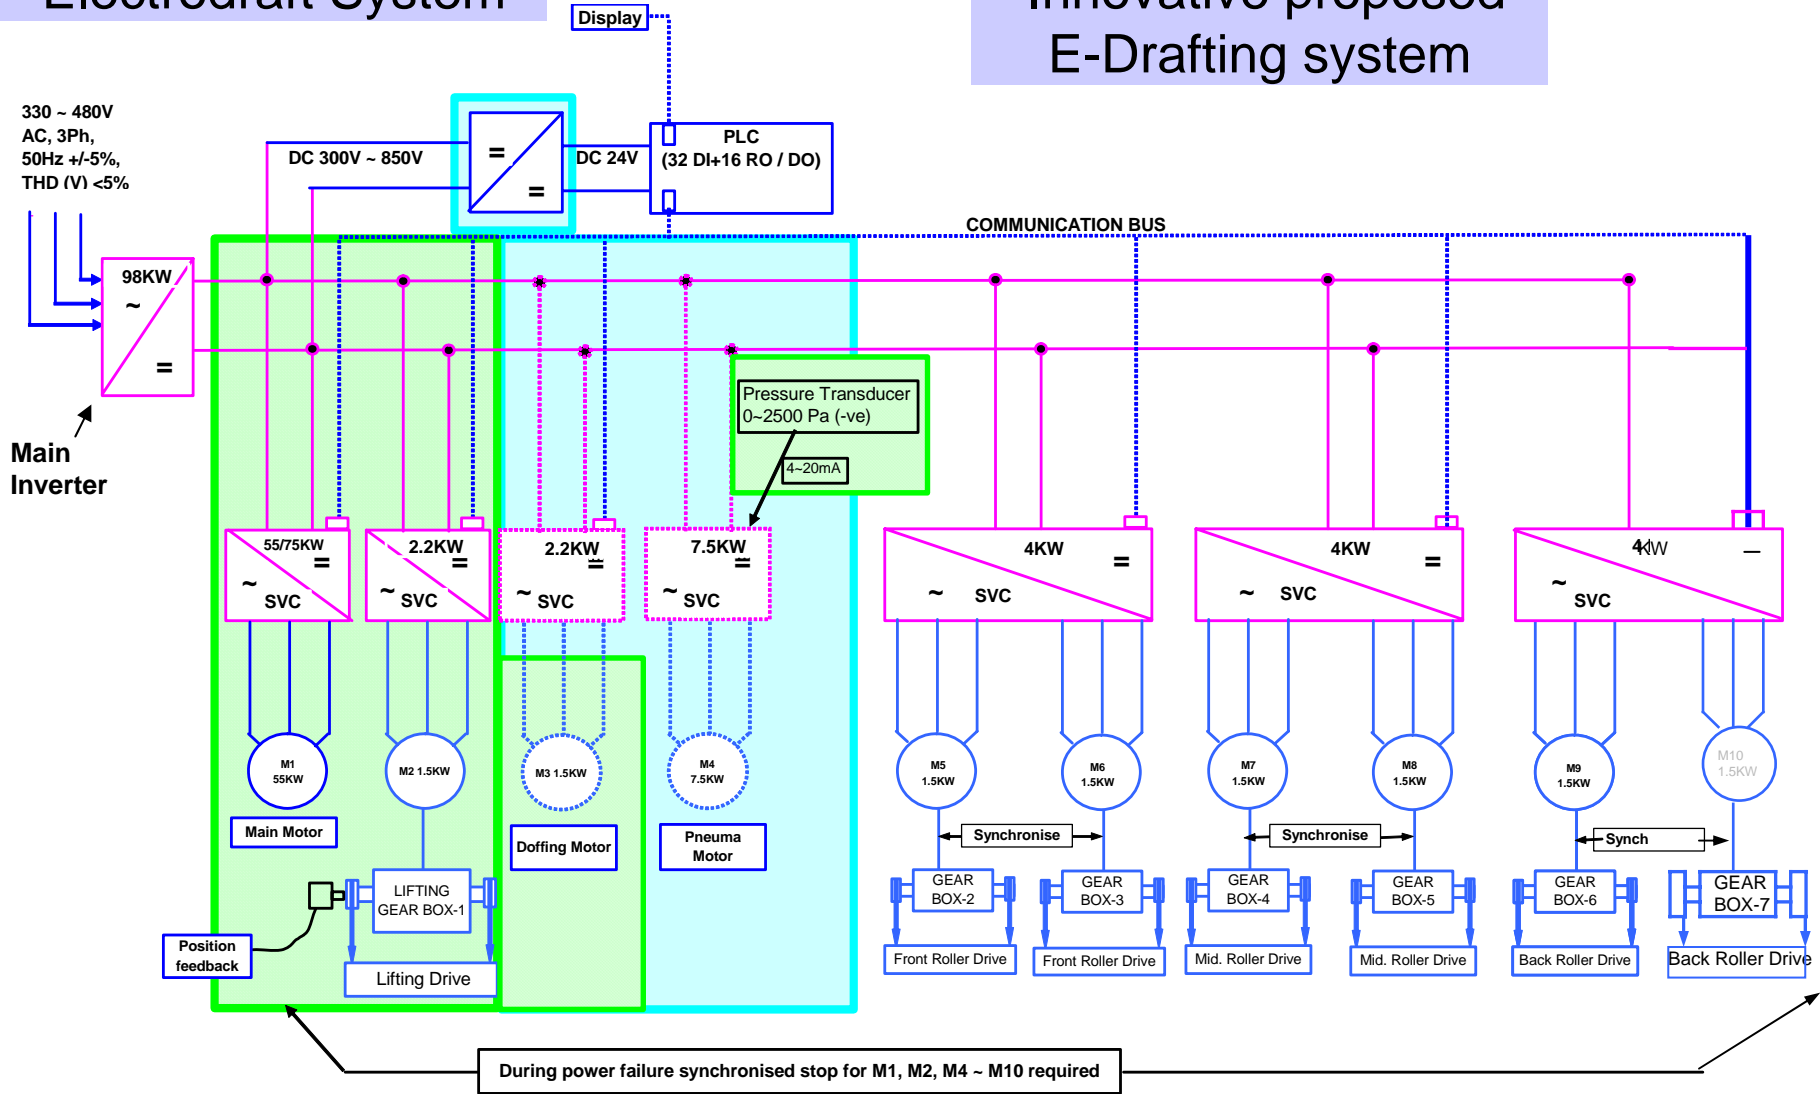 Electrodraft System
Innovative proposed
E-Drafting system
Display
330 ~ 480V
AC, 3Ph,
50Hz +/-5%,
THD (V) <5%
DC 300V ~ 850V
=
=
DC 24V
PLC
(32 DI+16 RO / DO)
COMMUNICATION BUS
98KW
~
=
Main
Inverter
Pressure Transducer
0~2500 Pa (-ve)
4~20mA
55/75KW
=
~
SVC
2.2KW
=
~
SVC
2.2KW
=
~
SVC
7.5KW
=
~
SVC
4KW
=
~
SVC
4KW
=
~
SVC
4KW
~
SVC
M1
55KW
M2 1.5KW
M3 1.5KW
M4
7.5KW
M5
1.5KW
M6
1.5KW
M7
1.5KW
M8
1.5KW
M9
1.5KW
M10
1.5KW
Main Motor
Doffing Motor
Pneuma
Motor
Synchronise
Synchronise
Synch
LIFTING
GEAR BOX-1
GEAR
BOX-2
GEAR
BOX-3
GEAR
BOX-4
GEAR
BOX-5
GEAR
BOX-6
GEAR
BOX-7
Position
feedback
Lifting Drive
Front Roller Drive
Front Roller Drive
Mid. Roller Drive
Mid. Roller Drive
Back Roller Drive
Back Roller Drive
During power failure synchronised stop for M1, M2, M4 ~ M10 required